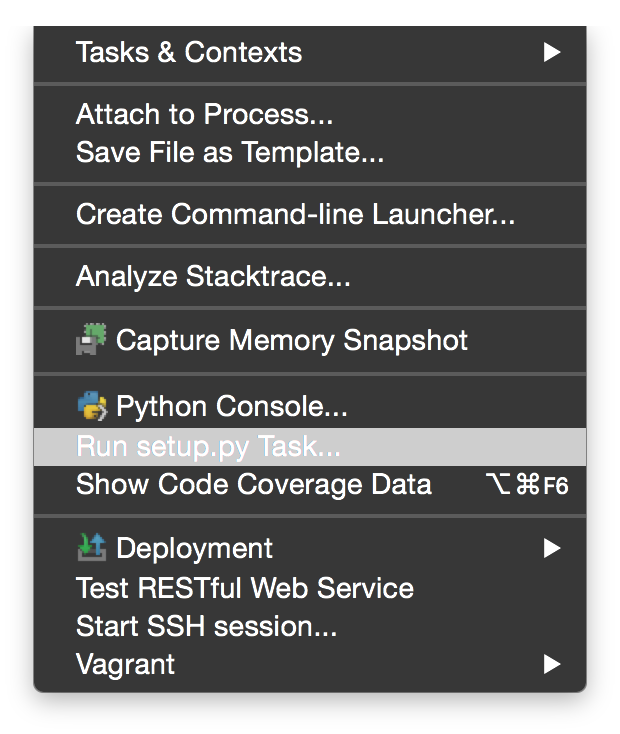 Tasks & Contexts ▶
Attach to Process...
Save File as Template...
Create Command-line Launcher...
Analyze Stacktrace...
Capture Memory Snapshot
Python Console...
Run setup.py Task...
Show Code Coverage Data ⌥⌘F6
Deployment ▶
Test RESTful Web Service
Start SSH session...
Vagrant ▶